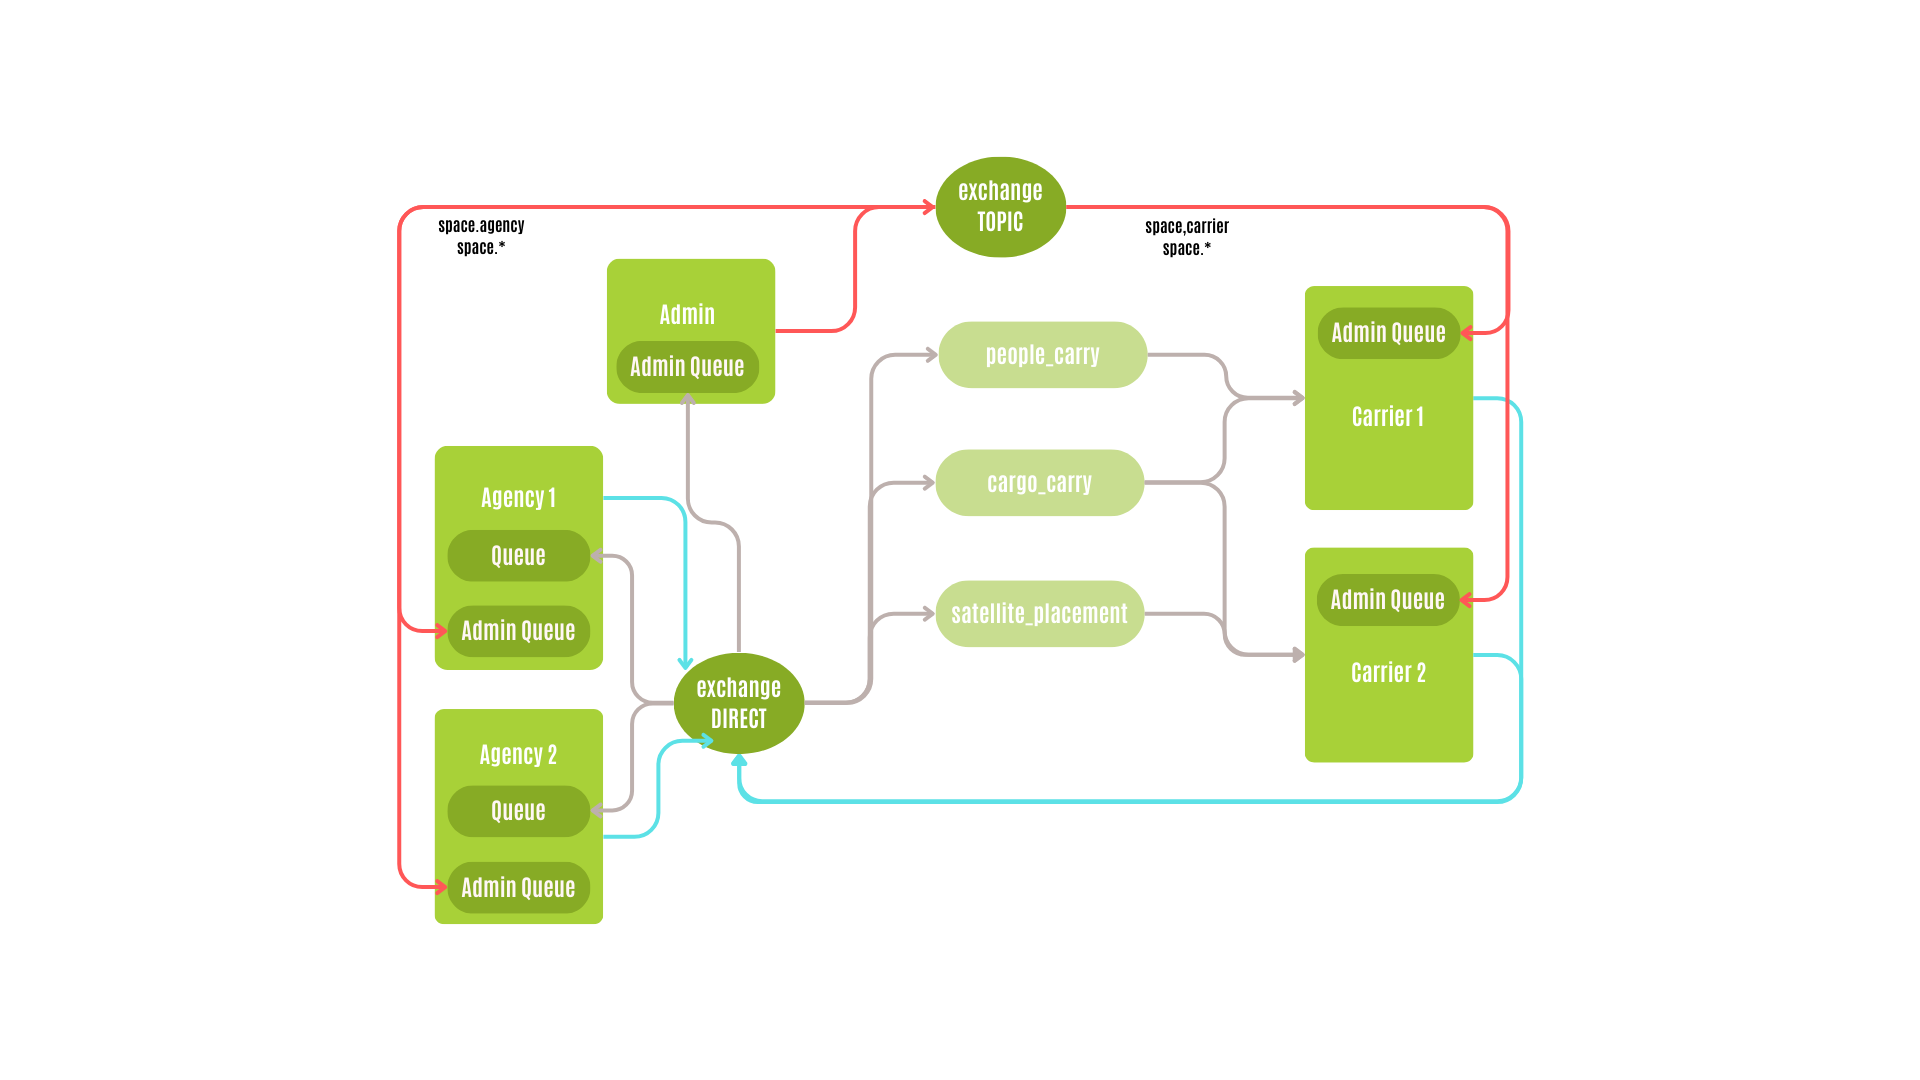 exchange
TOPIC
space.agency
space.*
space,carrier
space.*
Admin
Admin Queue
people_carry
Admin Queue
Carrier 1
Agency 1
Queue
Admin Queue
cargo_carry
satellite_placement
Admin Queue
Carrier 2
exchange
DIRECT
Agency 2
Queue
Admin Queue